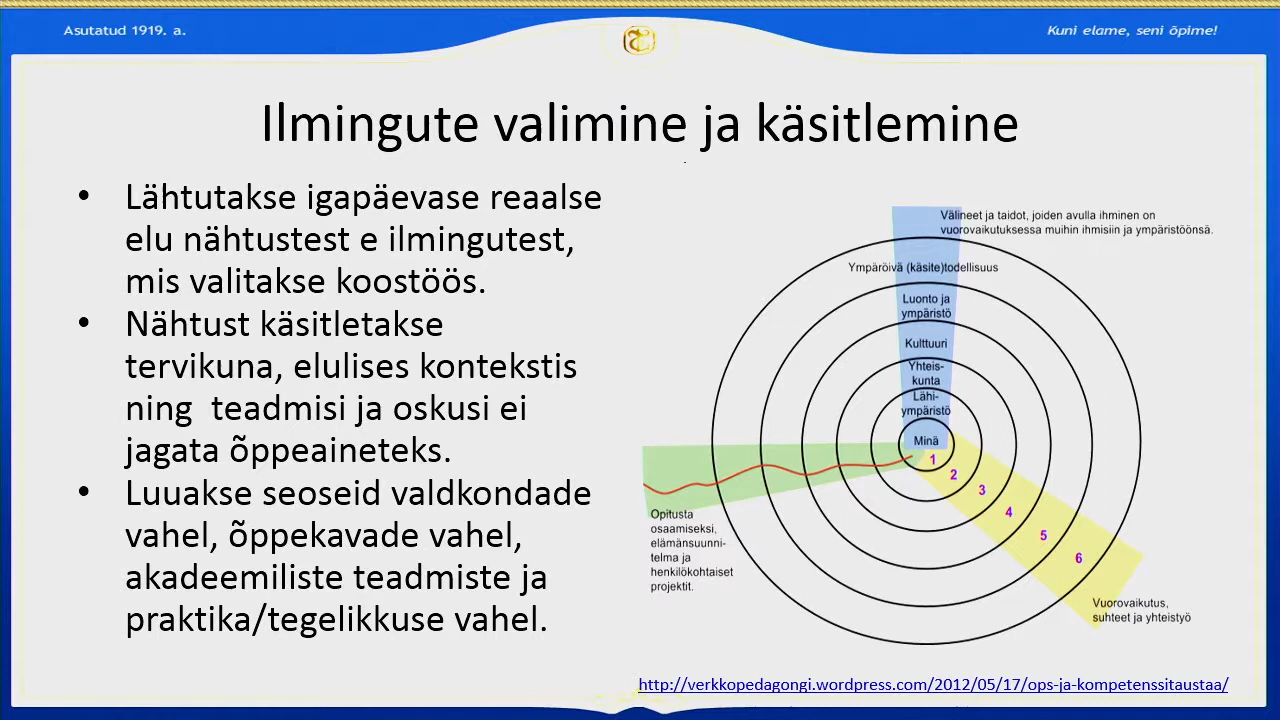 Asutatud 1919. a.
Kuni elame, seni õpime!
Ilmingute valimine ja käsitlemine
• Lähtutakse igapäevase reaalse
elu nähtustest e ilmingutest,
mis valitakse koostöös.
• Nähtust käsitletakse
tervikuna, elulises kontekstis
ning teadmisi ja oskusi ei
jagata õppeaineteks.
• Luuakse seoseid valdkondade
vahel, õppekavade vahel,
akadeemiliste teadmiste ja
praktika/tegelikkuse vahel.
Välineet ja taidot, joiden avulla ihminen on
vuorovaikutuksessa muihin ihmisiin ja ympäristöönsä.
Ympäröivä (käsite)todellisuus
Luonto ja
ympäristö
Kulttuuri
Yhteis-
kunta
Lähi-
ympäristö
Minä
1
2
3
4
5
6
Opitusta
osaamiseksi,
elämänsuunni-
telma ja
henkilökohtaiset
projektit.
Vuorovaikutus,
suhteet ja yhteistyö
http://verkkopedagongi.wordpress.com/2012/05/17/ops-ja-kompetenssitaustaa/